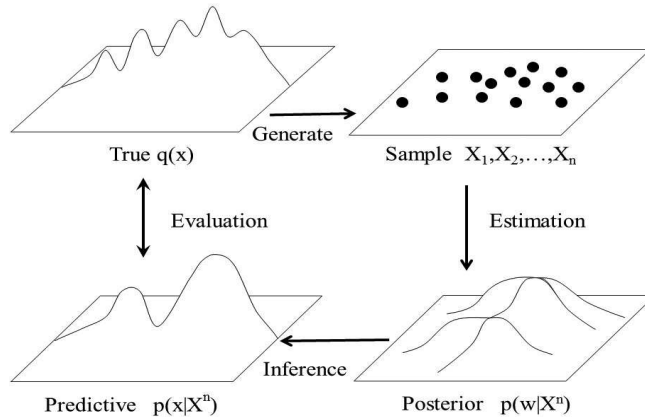 Generate
True q(x)
Sample X₁,X₂,…,Xₙ
Evaluation
Estimation
Inference
Predictive p(x|Xⁿ)
Posterior p(w|Xⁿ)